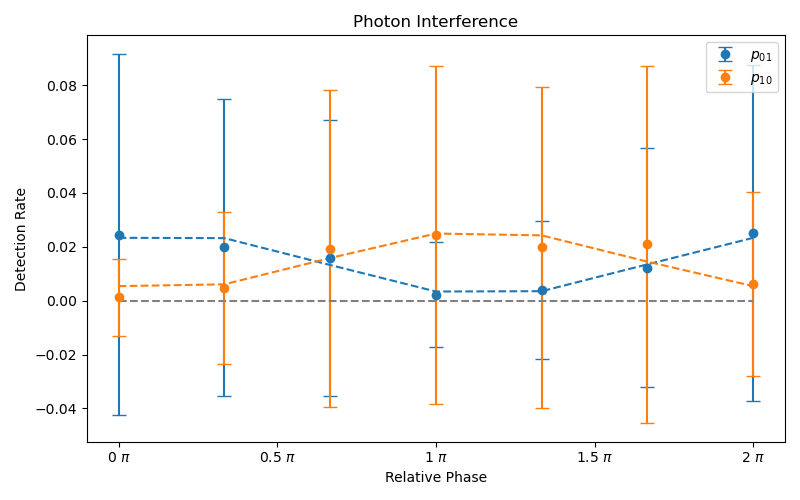 Photon Interference
p01
p10
Detection Rate
0.08
0.06
0.04
0.02
0.00
−0.02
−0.04
0 π
0.5 π
1 π
1.5 π
2 π
Relative Phase